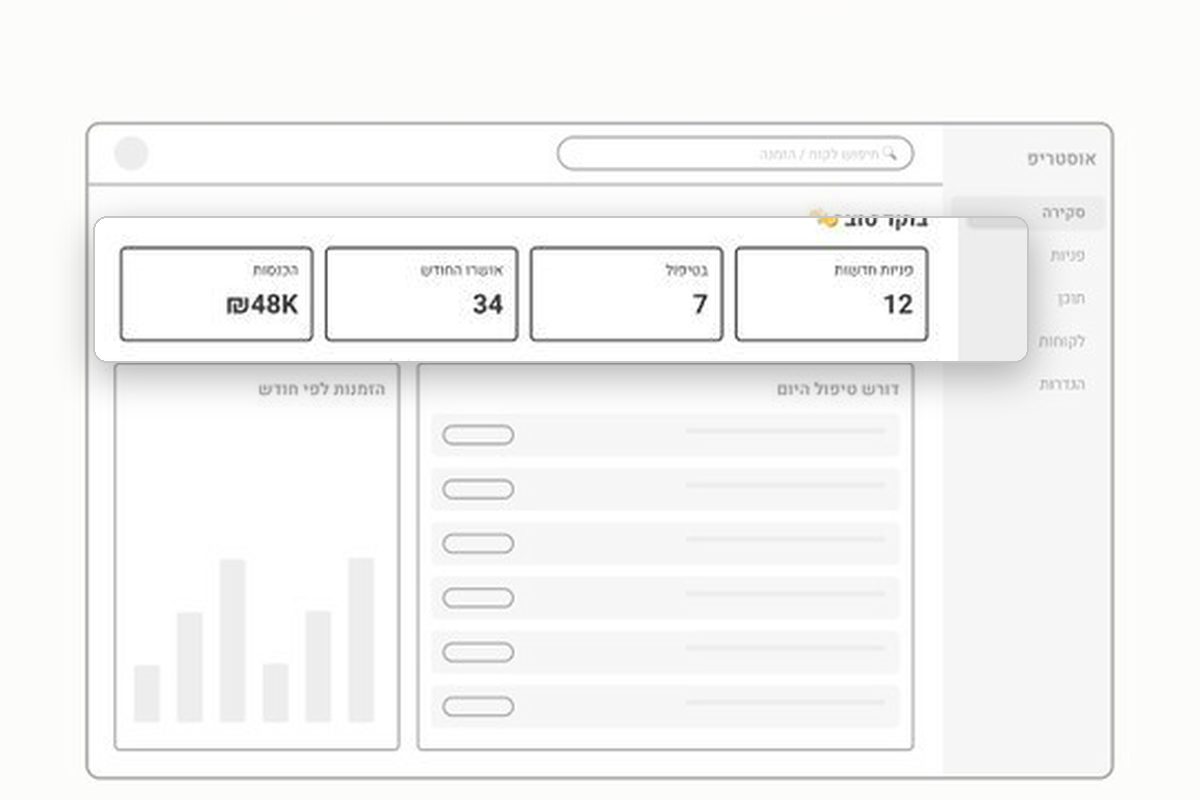 אוסטריפ
🔍 חיפוש לקוח / הזמנה
סקירה
פניות
תוכן
לקוחות
הגדרות
בוקר טוב 👋
פניות חדשות
12
בטיפול
7
אושרו החודש
34
הכנסות
₪48K
דורש טיפול היום
הזמנות לפי חודש